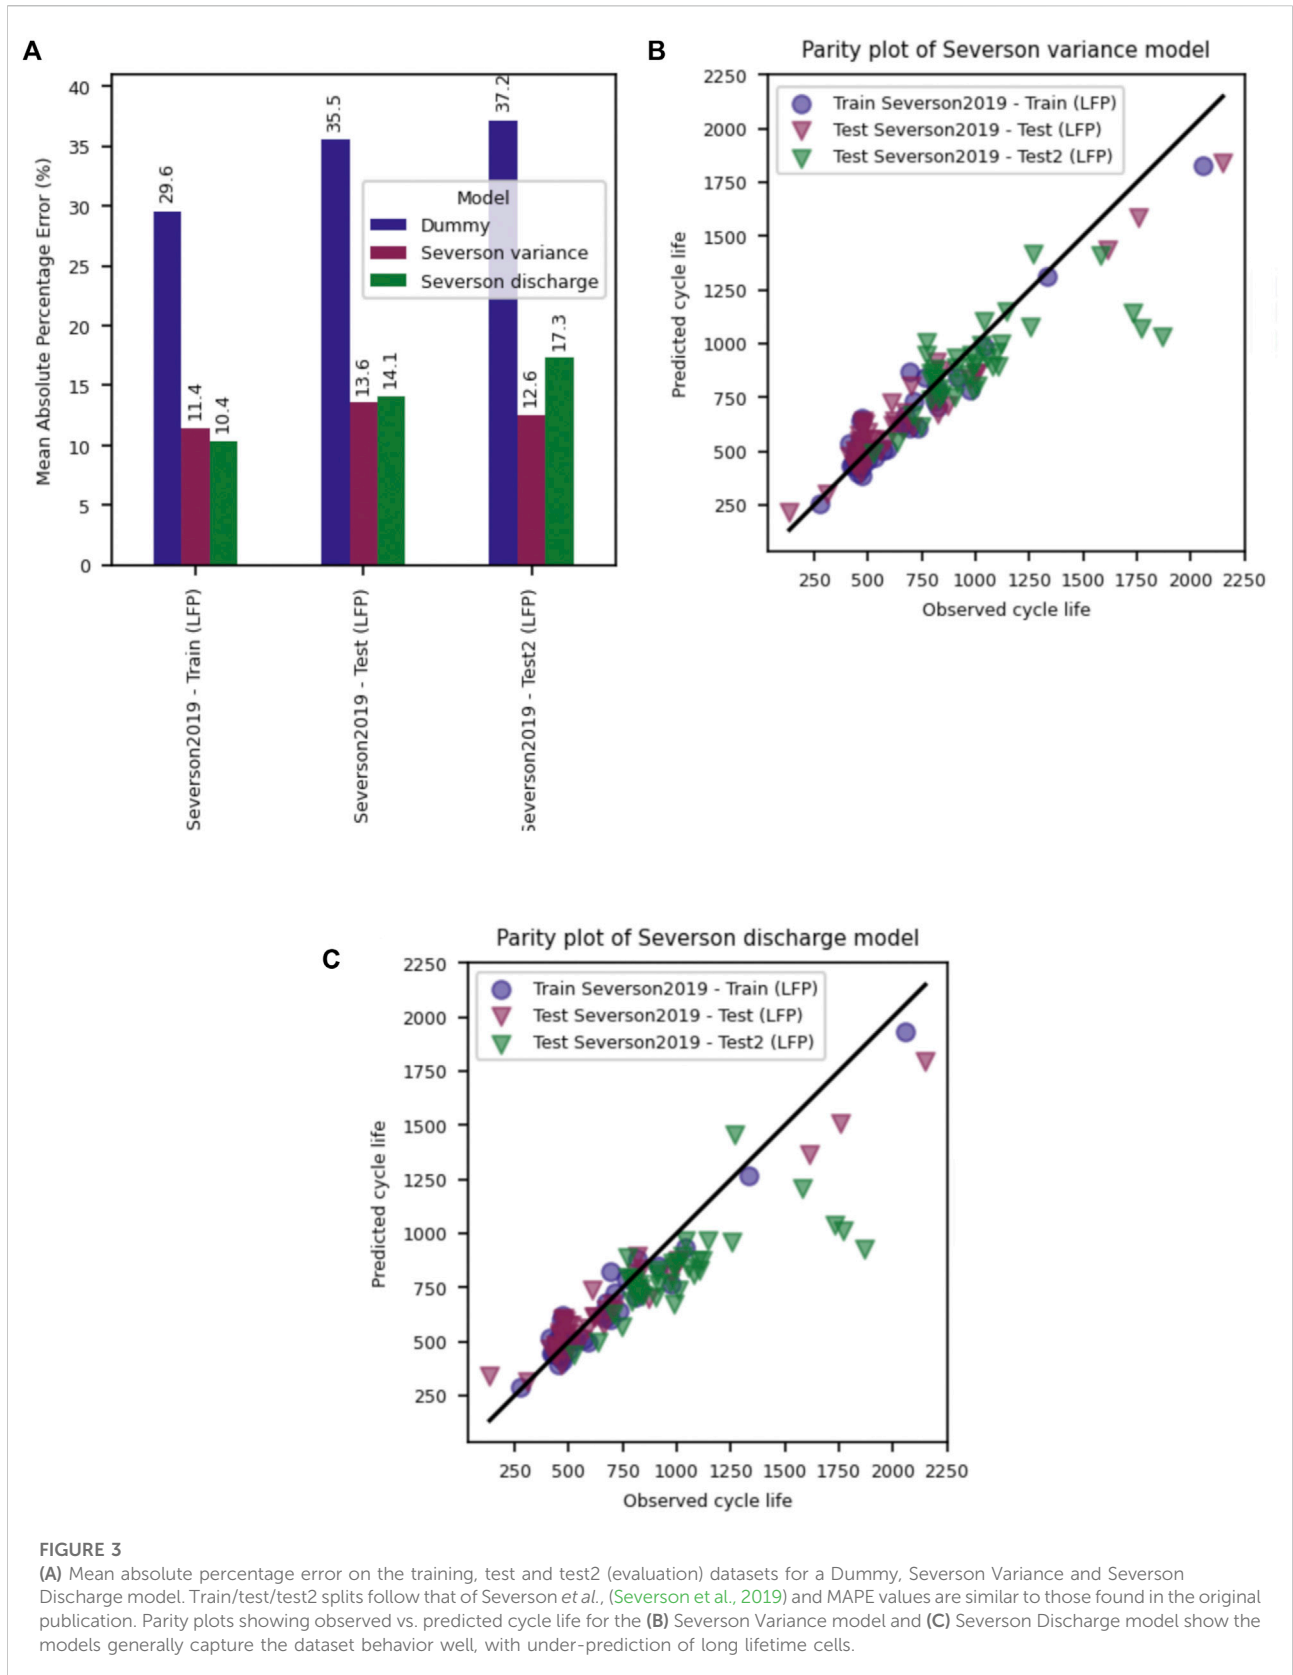 A
40
35
30
25
20
15
10
5
0
Mean Absolute Percentage Error (%)
29.6
11.4
10.4
35.5
13.6
14.1
37.2
12.6
17.3
Model
Dummy
Severson variance
Severson discharge
Severson2019 - Train (LFP)
Severson2019 - Test (LFP)
Severson2019 - Test2 (LFP)
B
Parity plot of Severson variance model
Train Severson2019 - Train (LFP)
Test Severson2019 - Test (LFP)
Test Severson2019 - Test2 (LFP)
2250
2000
1750
1500
1250
1000
750
500
250
Predicted cycle life
250 500 750 1000 1250 1500 1750 2000 2250
Observed cycle life
C
Parity plot of Severson discharge model
Train Severson2019 - Train (LFP)
Test Severson2019 - Test (LFP)
Test Severson2019 - Test2 (LFP)
2250
2000
1750
1500
1250
1000
750
500
250
Predicted cycle life
250 500 750 1000 1250 1500 1750 2000 2250
Observed cycle life
FIGURE 3
(A) Mean absolute percentage error on the training, test and test2 (evaluation) datasets for a Dummy, Severson Variance and Severson
Discharge model. Train/test/test2 splits follow that of Severson et al., (Severson et al., 2019) and MAPE values are similar to those found in the original
publication. Parity plots showing observed vs. predicted cycle life for the (B) Severson Variance model and (C) Severson Discharge model show the
models generally capture the dataset behavior well, with under-prediction of long lifetime cells.